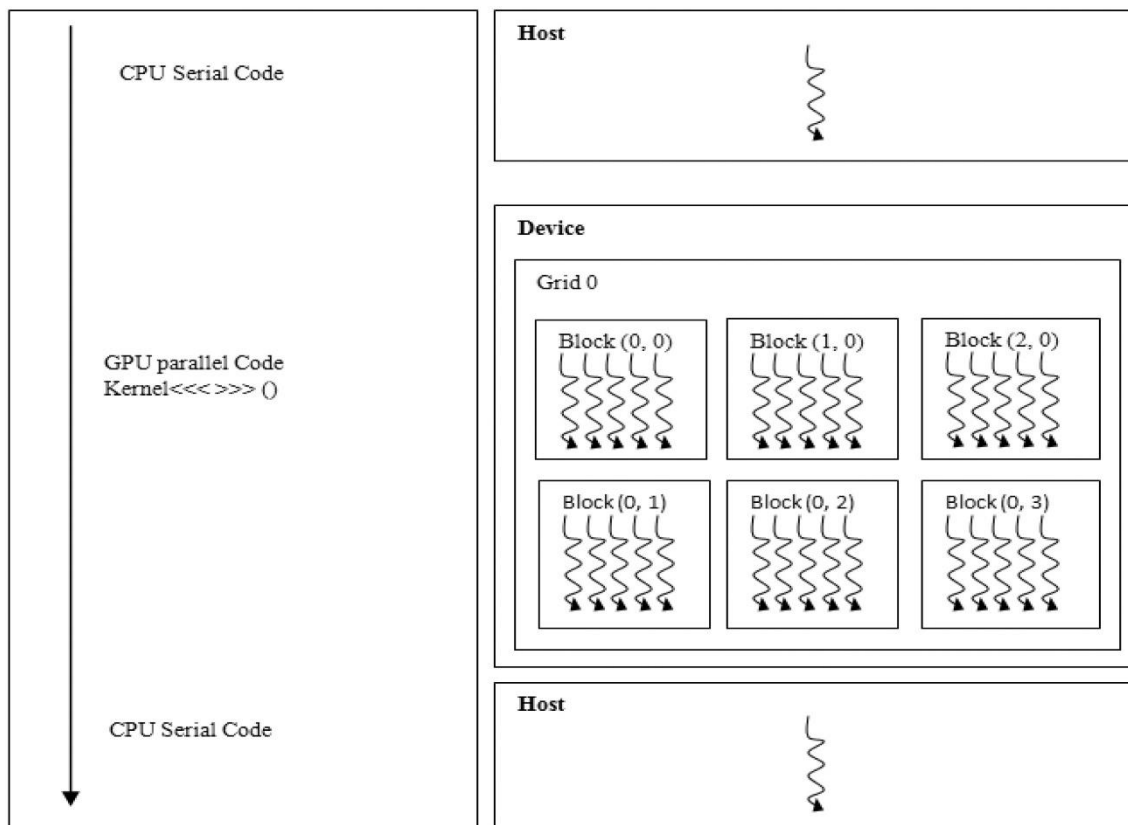 CPU Serial Code
GPU parallel Code
Kernel<<< >>> ()
CPU Serial Code
Host
Device
Grid 0
Block (0, 0)
Block (1, 0)
Block (2, 0)
Block (0, 1)
Block (0, 2)
Block (0, 3)
Host